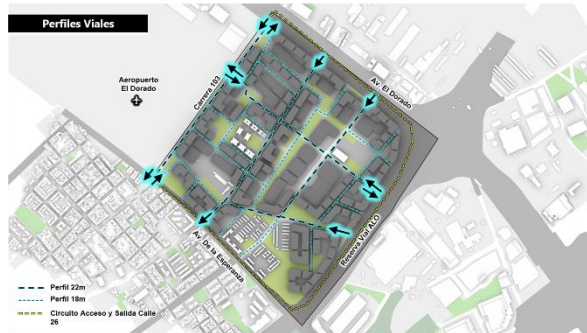 Perfiles Viales
Aeropuerto
El Dorado
Carrera 103
Av. El Dorado
Av. De la Esperanza
Reserva Vial ALO
Perfil 22m
Perfil 18m
Circuito Acceso y Salida Calle
26